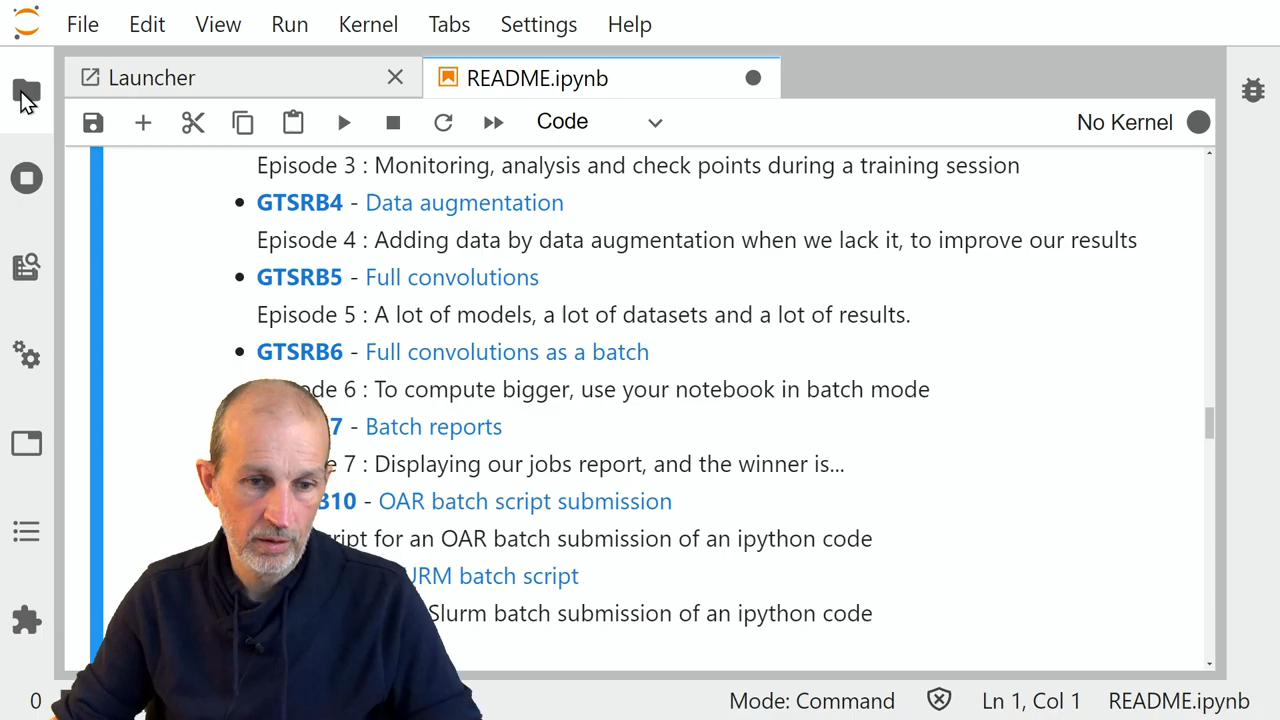 File Edit View Run Kernel Tabs Settings Help
Launcher
README.ipynb
Code
No Kernel
Episode 3 : Monitoring, analysis and check points during a training session
GTSRB4 - Data augmentation
Episode 4 : Adding data by data augmentation when we lack it, to improve our results
GTSRB5 - Full convolutions
Episode 5 : A lot of models, a lot of datasets and a lot of results.
GTSRB6 - Full convolutions as a batch
ode 6 : To compute bigger, use your notebook in batch mode
7 - Batch reports
e 7 : Displaying our jobs report, and the winner is...
B10 - OAR batch script submission
ript for an OAR batch submission of an ipython code
URM batch script
Slurm batch submission of an ipython code
0
Mode: Command
Ln 1, Col 1
README.ipynb